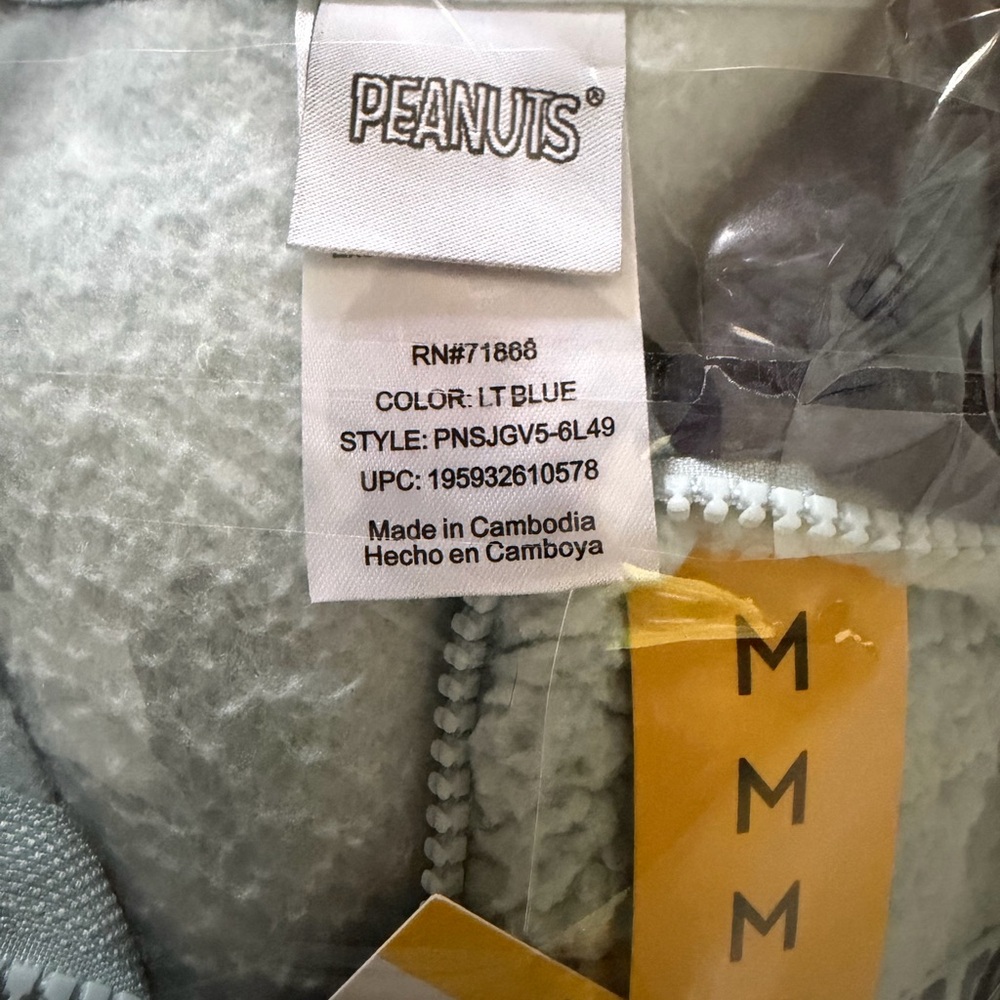 PEANUTS®
RN#71868
COLOR: LT BLUE
STYLE: PNSJGV5-6L49
UPC: 195932610578
Made in Cambodia
Hecho en Camboya
M
M
M